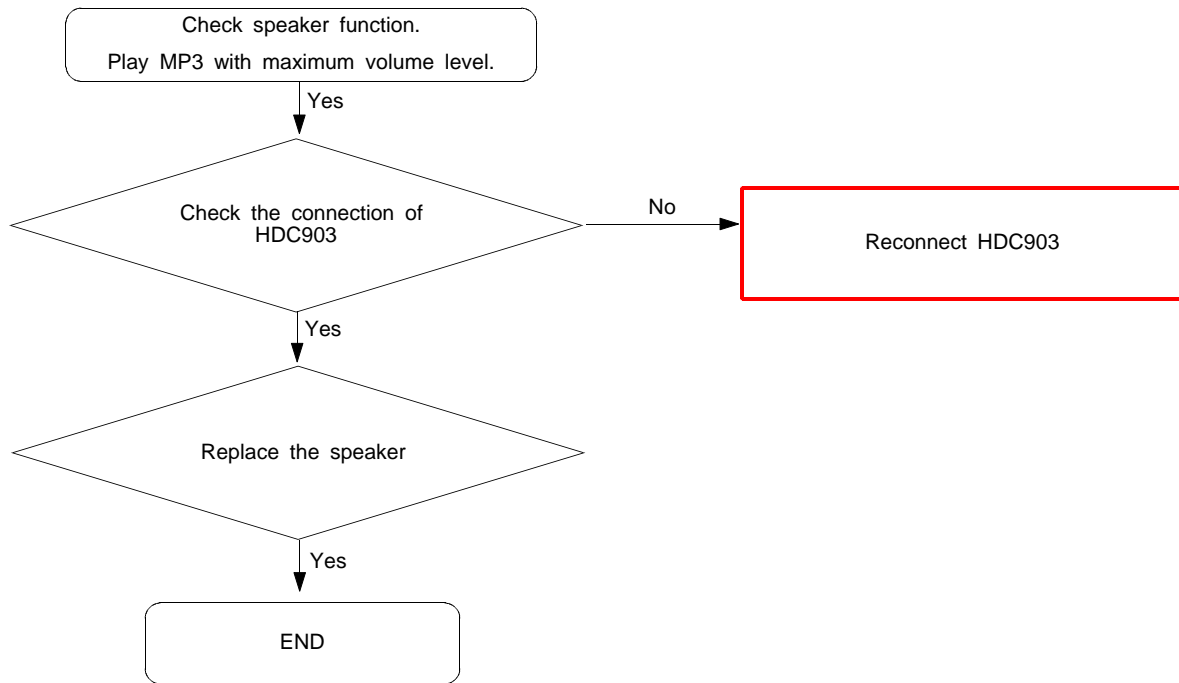 Check speaker function.
Play MP3 with maximum volume level.
Yes
Check the connection of
HDC903
No
Reconnect HDC903
Yes
Replace the speaker
Yes
END